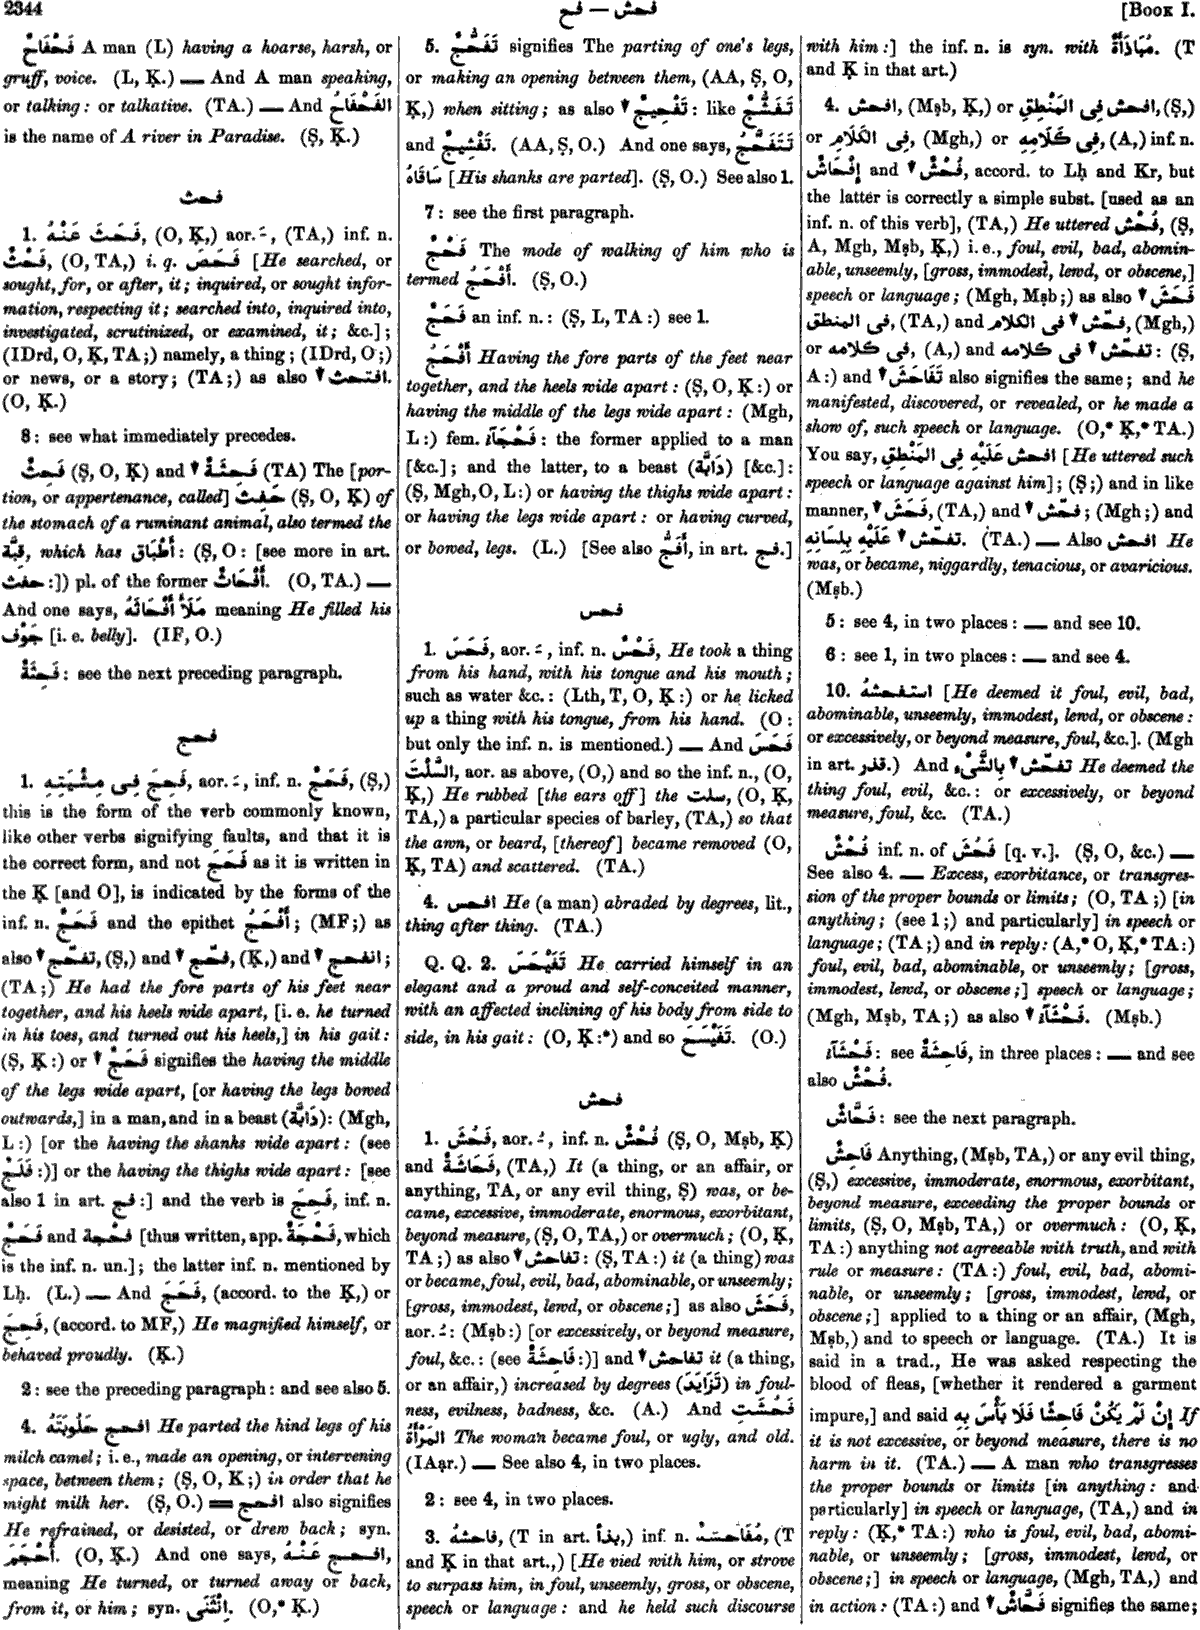 2344
فحش — فح
[BOOK I.
فَحْفَاحٌ A man (L) having a hoarse, harsh, or
gruff, voice. (L, Ḳ.) — And A man speaking,
or talking: or talkative. (TA.) — And الفَحْفَاحُ
is the name of A river in Paradise. (Ṣ, Ḳ.)
فحث
1. فَحَثَ عَنْهُ, (O, Ḳ,) aor. ـَ, (TA,) inf. n.
فَحْثٌ, (O, TA,) i. q. فَحَصَ [He searched, or
sought, for, or after, it; inquired, or sought infor-
mation, respecting it; searched into, inquired into,
investigated, scrutinized, or examined, it; &c.];
(IDrd, O, Ḳ, TA;) namely, a thing; (IDrd, O;)
or news, or a story; (TA;) as also ▼ افتحث.
(O, Ḳ.)
8: see what immediately precedes.
فَحِثٌ (Ṣ, O, Ḳ) and ▼ فَحِثَةٌ (TA) The [por-
tion, or appertenance, called] حَفِث (Ṣ, O, Ḳ) of
the stomach of a ruminant animal, also termed the
قِبَّة, which has أَطْبَاق: (Ṣ, O: [see more in art.
حفث:]) pl. of the former أَفْحَاثٌ. (O, TA.) —
And one says, مَلَأَ أَفْحَاثَهُ meaning He filled his
جَوْف [i. e. belly]. (IF, O.)
فَحِثَةٌ: see the next preceding paragraph.
فحج
1. فَحِجَ فِى مِشْيَتِهِ, aor. ـَ, inf. n. فَحَجٌ, (Ṣ,)
this is the form of the verb commonly known,
like other verbs signifying faults, and that it is
the correct form, and not فَحَجَ as it is written in
the Ḳ [and O], is indicated by the forms of the
inf. n. فَحَجٌ and the epithet أَفْحَجُ; (MF;) as
also ▼ تفحّج, (Ṣ,) and ▼ فحّج, (Ḳ,) and ▼ انفحج;
(TA;) He had the fore parts of his feet near
together, and his heels wide apart, [i. e. he turned
in his toes, and turned out his heels,] in his gait:
(Ṣ, Ḳ:) or ▼ فَحَجٌ signifies the having the middle
of the legs wide apart, [or having the legs bowed
outwards,] in a man, and in a beast (دَابَّة): (Mgh,
L:) [or the having the shanks wide apart: (see
فَلَجٌ:)] or the having the thighs wide apart: [see
also 1 in art. فج:] and the verb is فَحِجَ, inf. n.
فَحَجٌ and فحجة [thus written, app. فَحْجَةٌ, which
is the inf. n. un.]; the latter inf. n. mentioned by
Lḥ. (L.) — And فَحَجَ, (accord. to the Ḳ,) or
فَحِجَ, (accord. to MF,) He magnified himself, or
behaved proudly. (Ḳ.)
2: see the preceding paragraph: and see also 5.
4. افحج حَلُوبَتَهُ He parted the hind legs of his
milch camel; i. e., made an opening, or intervening
space, between them; (Ṣ, O, K;) in order that he
might milk her. (Ṣ, O.) = افحج also signifies
He refrained, or desisted, or drew back; syn.
أَحْجَمَ. (O, Ḳ.) And one says, افحج عَنْهُ,
meaning He turned, or turned away or back,
from it, or him; syn. اِنْثَنَى. (O,* Ḳ.)
5. تَفَحُّجٌ signifies The parting of one's legs,
or making an opening between them, (AA, Ṣ, O,
Ḳ,) when sitting; as also ▼ تَفْحِيجٌ: like تَفَشُّجٌ
and تَفْشِيجٌ. (AA, Ṣ, O.) And one says, تَتَفَحَّجُ
سَاقَاهُ [His shanks are parted]. (Ṣ, O.) See also 1.
7: see the first paragraph.
فَحْجٌ The mode of walking of him who is
termed أَفْحَجُ. (Ṣ, O.)
فَحَجٌ an inf. n.: (Ṣ, L, TA:) see 1.
أَفْحَجُ Having the fore parts of the feet near
together, and the heels wide apart: (Ṣ, O, Ḳ:) or
having the middle of the legs wide apart: (Mgh,
L:) fem. فَحْجَآءُ: the former applied to a man
[&c.]; and the latter, to a beast (دَابَّة) [&c.]:
(Ṣ, Mgh, O, L:) or having the thighs wide apart:
or having the legs wide apart: or having curved,
or bowed, legs. (L.) [See also أَفَجُّ, in art. فج.]
فحس
1. فَحَسَ, aor. ـَ, inf. n. فَحْسٌ, He took a thing
from his hand, with his tongue and his mouth;
such as water &c.: (Lth, T, O, Ḳ:) or he licked
up a thing with his tongue, from his hand. (O:
but only the inf. n. is mentioned.) — And فَحَسَ
السُّلْتَ, aor. as above, (O,) and so the inf. n., (O,
Ḳ,) He rubbed [the ears off] the سلت, (O, Ḳ,
TA,) a particular species of barley, (TA,) so that
the awn, or beard, [thereof] became removed (O,
Ḳ, TA) and scattered. (TA.)
4. افحس He (a man) abraded by degrees, lit.,
thing after thing. (TA.)
Q. Q. 2. تَفَيْحَسَ He carried himself in an
elegant and a proud and self-conceited manner,
with an affected inclining of his body from side to
side, in his gait: (O, Ḳ:*) and so تَفَيْسَجَ. (O.)
فحش
1. فَحُشَ, aor. ـُ, inf. n. فُحْشٌ (Ṣ, O, Mṣb, Ḳ)
and فَحَاشَةٌ, (TA,) It (a thing, or an affair, or
anything, TA, or any evil thing, Ṣ) was, or be-
came, excessive, immoderate, enormous, exorbitant,
beyond measure, (Ṣ, O, TA,) or overmuch; (O, Ḳ,
TA;) as also ▼ تفاحش: (Ṣ, TA:) it (a thing) was
or became, foul, evil, bad, abominable, or unseemly;
[gross, immodest, lewd, or obscene;] as also فَحَشَ,
aor. ـُ: (Mṣb:) [or excessively, or beyond measure,
foul, &c.: (see فَاحِشَةٌ:)] and ▼ تفاحش it (a thing,
or an affair,) increased by degrees (تَزَايَدَ) in foul-
ness, evilness, badness, &c. (A.) And فَحُشَتِ
المَرْأَةُ The woman became foul, or ugly, and old.
(IAạr.) — See also 4, in two places.
2: see 4, in two places.
3. فاحشهُ, (T in art. بذأ,) inf. n. مُفَاحَشَةٌ, (T
and Ḳ in that art.,) [He vied with him, or strove
to surpass him, in foul, unseemly, gross, or obscene,
speech or language: and he held such discourse
with him:] the inf. n. is syn. with مُبَاذَأَةٌ. (T
and Ḳ in that art.)
4. افحش, (Mṣb, Ḳ,) or افحش فِى المَنْطِقِ, (Ṣ,)
or فِى الكَلَامِ, (Mgh,) or فِى كَلَامِهِ, (A,) inf. n.
إِفْحَاشٌ and ▼ فُحْشٌ, accord. to Lḥ and Kr, but
the latter is correctly a simple subst. [used as an
inf. n. of this verb], (TA,) He uttered فُحْش, (Ṣ,
A, Mgh, Mṣb, Ḳ,) i. e., foul, evil, bad, abomin-
able, unseemly, [gross, immodest, lewd, or obscene,]
speech or language; (Mgh, Mṣb;) as also ▼ فَحُشَ
فى المنطق, (TA,) and ▼ فحّش فى الكلام, (Mgh,)
or فى كلامه, (A,) and ▼ تفحّش فى كلامه: (Ṣ,
A:) and ▼ تَفَاحَشَ also signifies the same; and he
manifested, discovered, or revealed, or he made a
show of, such speech or language. (O,* Ḳ,* TA.)
You say, افحش عَلَيْهِ فِى المَنْطِقِ [He uttered such
speech or language against him]; (Ṣ;) and in like
manner, ▼ فَحُشَ, (TA,) and ▼ فحّش; (Mgh;) and
تفحّش ▼ عَلَيْهِ بِلِسَانِهِ. (TA.) — Also افحش He
was, or became, niggardly, tenacious, or avaricious.
(Mṣb.)
5: see 4, in two places: — and see 10.
6: see 1, in two places: — and see 4.
10. استفحشهُ [He deemed it foul, evil, bad,
abominable, unseemly, immodest, lewd, or obscene:
or excessively, or beyond measure, foul, &c.]. (Mgh
in art. قذر.) And تفحّش ▼ بِالشَّىْءِ He deemed the
thing foul, evil, &c.: or excessively, or beyond
measure, foul, &c. (TA.)
فُحْشٌ inf. n. of فَحُشَ [q. v.]. (Ṣ, O, &c.) —
See also 4. — Excess, exorbitance, or transgres-
sion of the proper bounds or limits; (O, TA;) [in
anything; (see 1;) and particularly] in speech or
language; (TA;) and in reply: (A,* O, Ḳ,* TA:)
foul, evil, bad, abominable, or unseemly; [gross,
immodest, lewd, or obscene;] speech or language;
(Mgh, Mṣb, TA;) as also ▼ فَحْشَآءُ. (Mṣb.)
فَحْشَآءُ: see فَاحِشَةٌ, in three places: — and see
also فُحْشٌ.
فَحَّاشٌ: see the next paragraph.
فَاحِشٌ Anything, (Mṣb, TA,) or any evil thing,
(Ṣ,) excessive, immoderate, enormous, exorbitant,
beyond measure, exceeding the proper bounds or
limits, (Ṣ, O, Mṣb, TA,) or overmuch: (O, Ḳ,
TA:) anything not agreeable with truth, and with
rule or measure: (TA:) foul, evil, bad, abomi-
nable, or unseemly; [gross, immodest, lewd, or
obscene;] applied to a thing or an affair, (Mgh,
Mṣb,) and to speech or language. (TA.) It is
said in a trad., He was asked respecting the
blood of fleas, [whether it rendered a garment
impure,] and said إِنْ لَمْ يَكُنْ فَاحِشًا فَلَا بَأْسَ بِهِ If
it is not excessive, or beyond measure, there is no
harm in it. (TA.) — A man who transgresses
the proper bounds or limits [in anything: and
particularly] in speech or language, (TA,) and in
reply: (Ḳ,* TA:) who is foul, evil, bad, abomi-
nable, or unseemly; [gross, immodest, lewd, or
obscene;] in speech or language, (Mgh, TA,) and
in action: (TA:) and ▼ فَحَّاشٌ signifies the same;